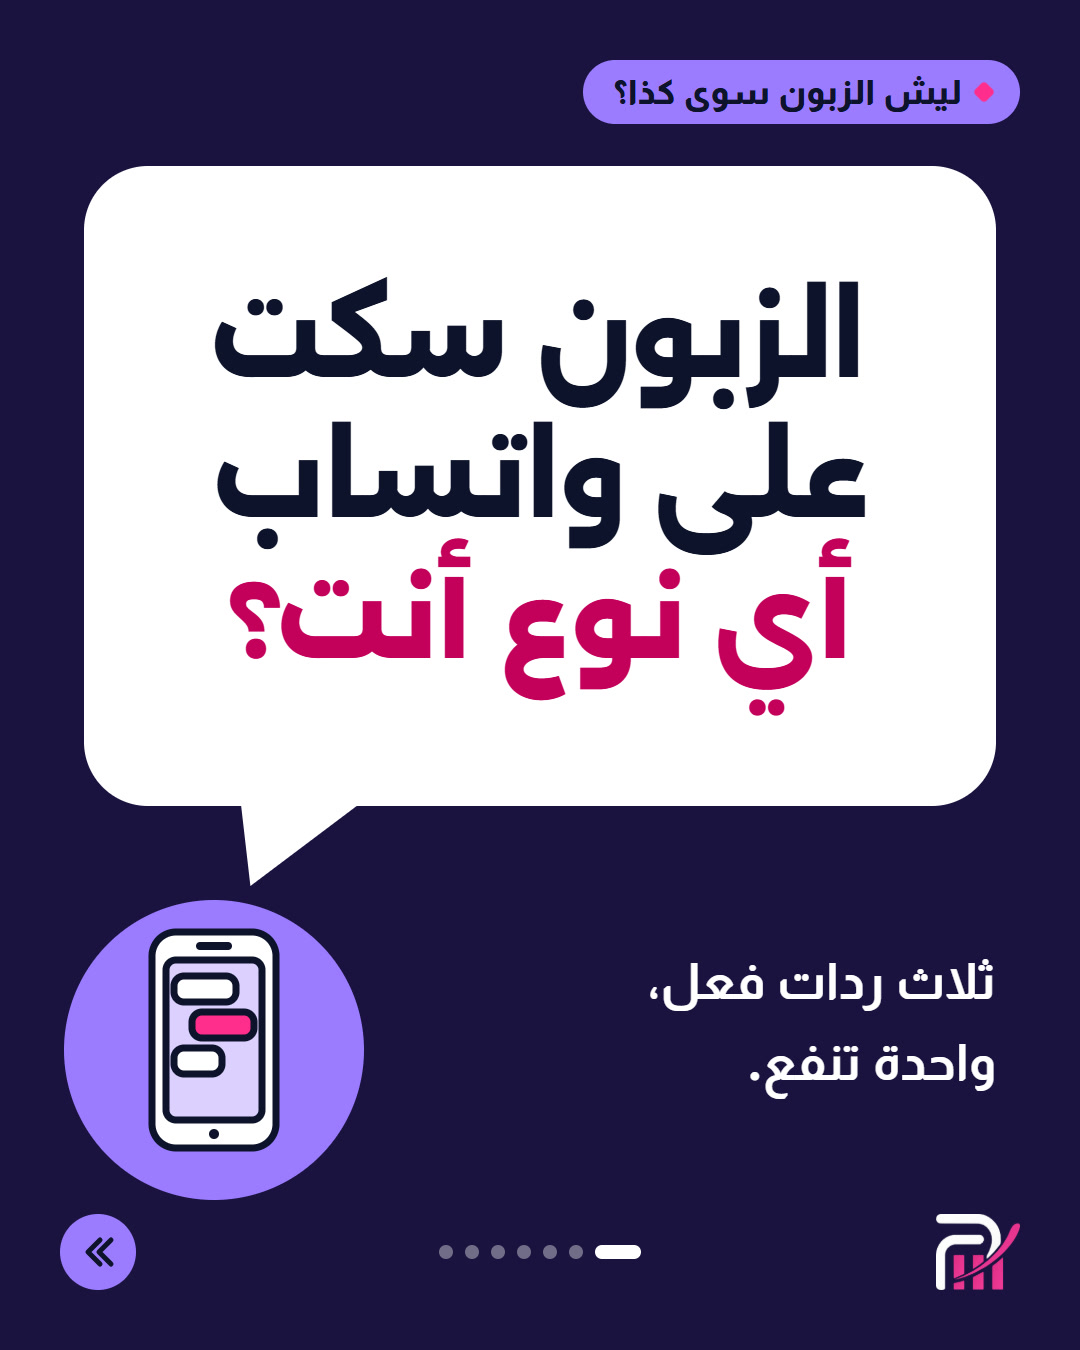 ليش الزبون سوى كذا؟
الزبون سكت
على واتساب
أي نوع أنت؟
ثلاث ردات فعل،
واحدة تنفع.